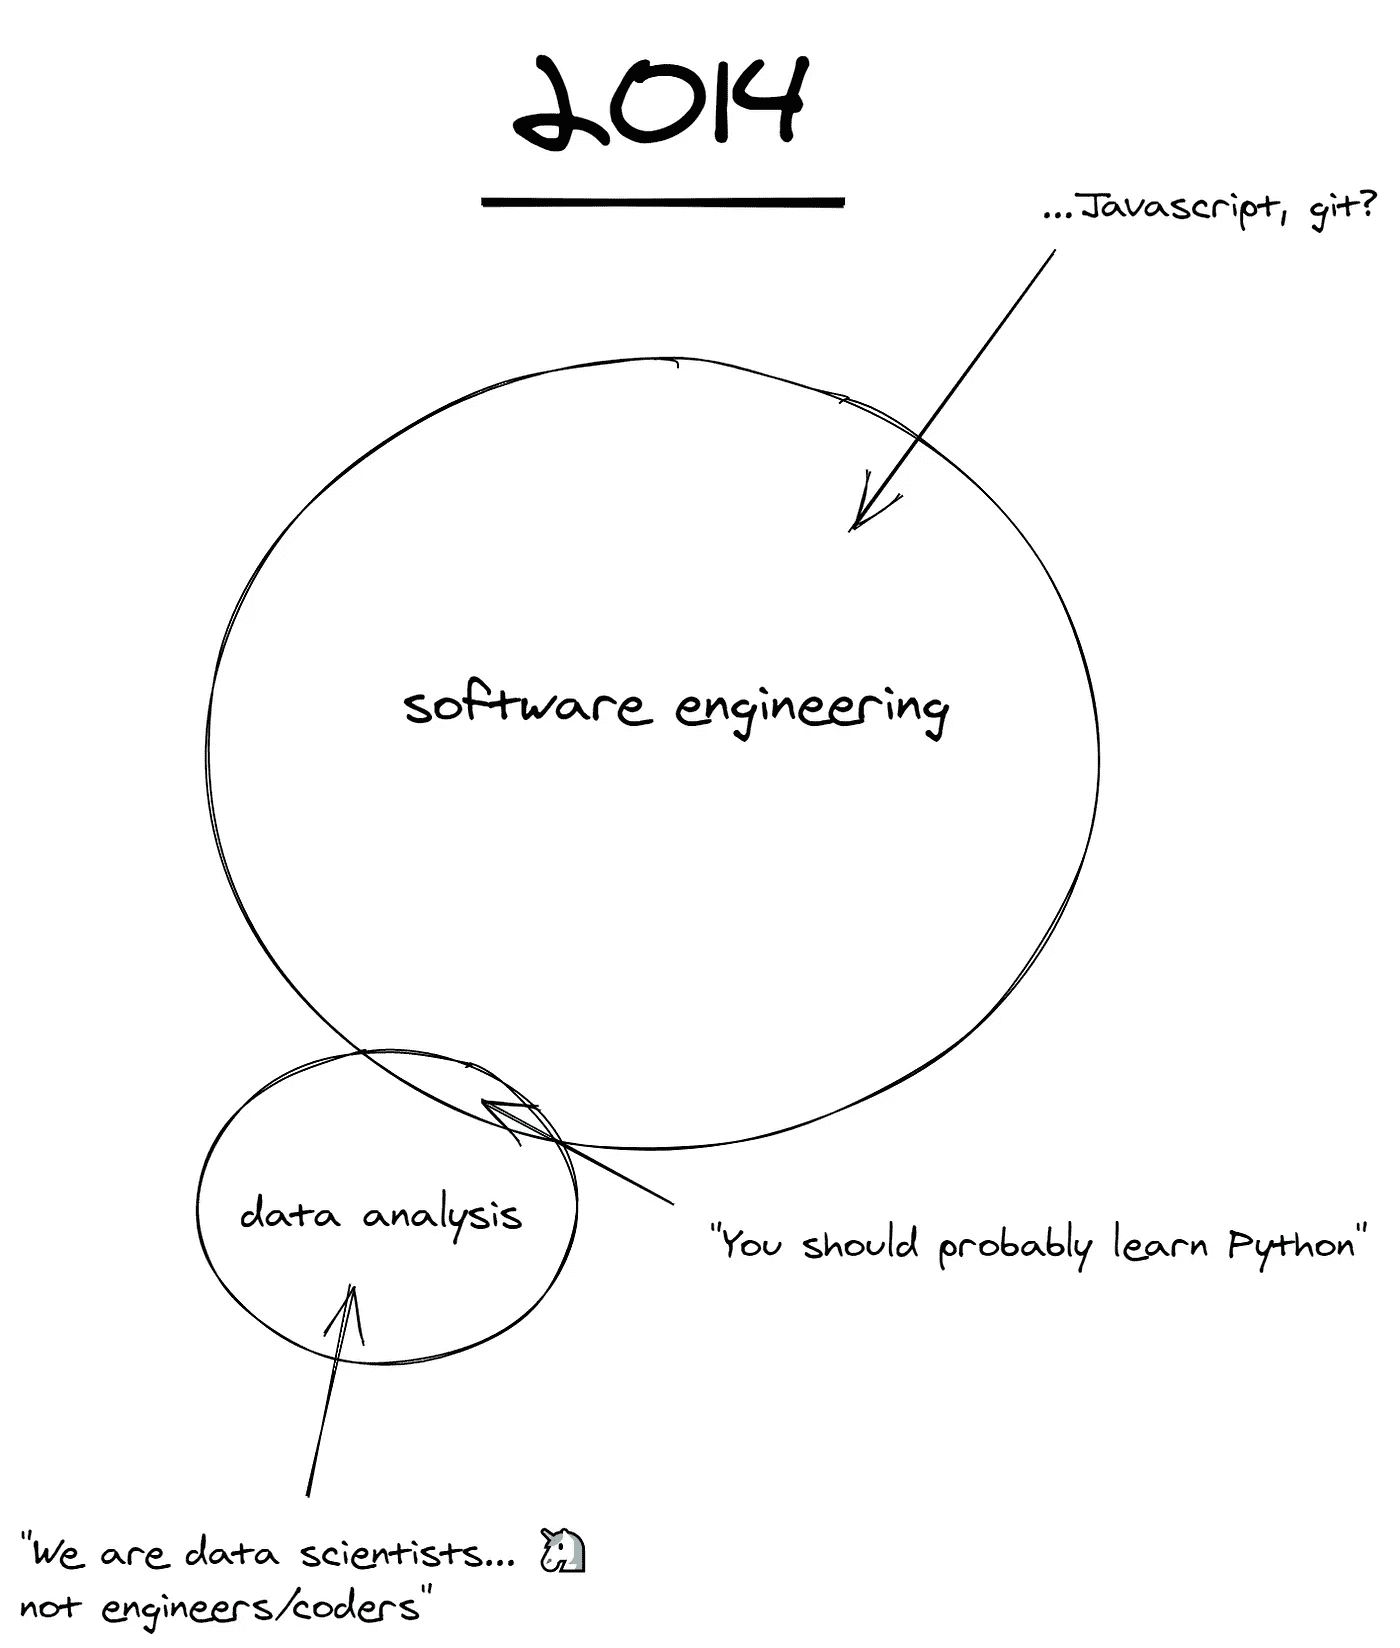 2014
...Javascript, git?
software engineering
data analysis
"You should probably learn Python"
"We are data scientists...
not engineers/coders"